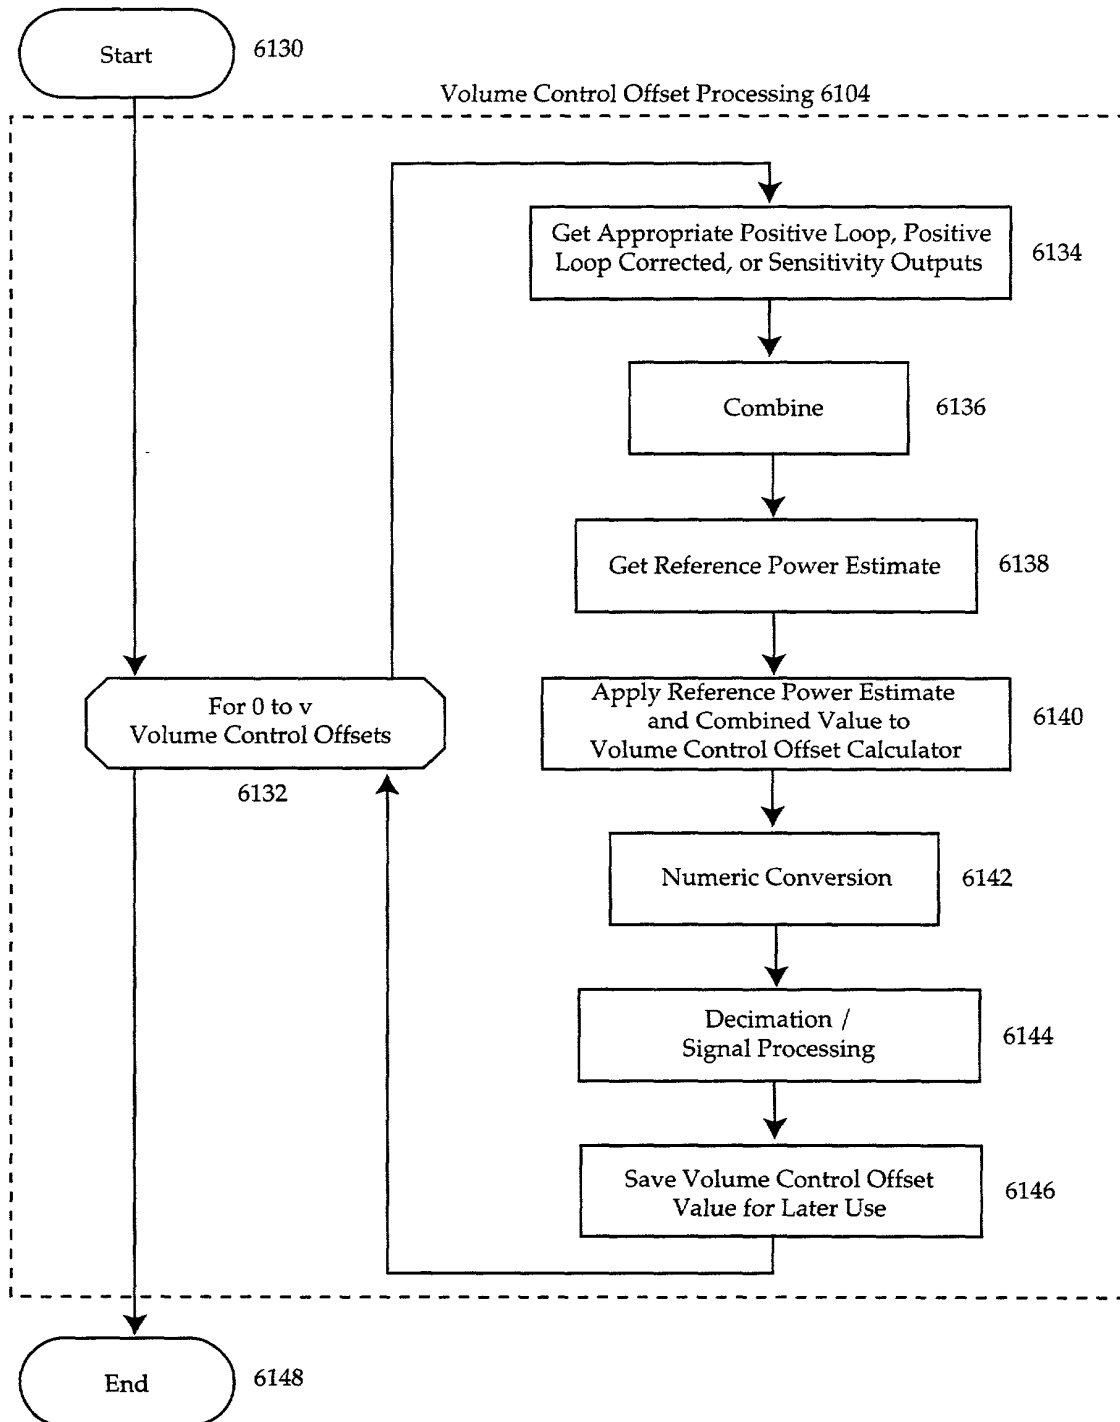 Start
6130
Volume Control Offset Processing 6104
Get Appropriate Positive Loop, Positive
Loop Corrected, or Sensitivity Outputs
6134
Combine
6136
Get Reference Power Estimate
6138
For 0 to v
Volume Control Offsets
6132
Apply Reference Power Estimate
and Combined Value to
Volume Control Offset Calculator
6140
Numeric Conversion
6142
Decimation /
Signal Processing
6144
Save Volume Control Offset
Value for Later Use
6146
End
6148